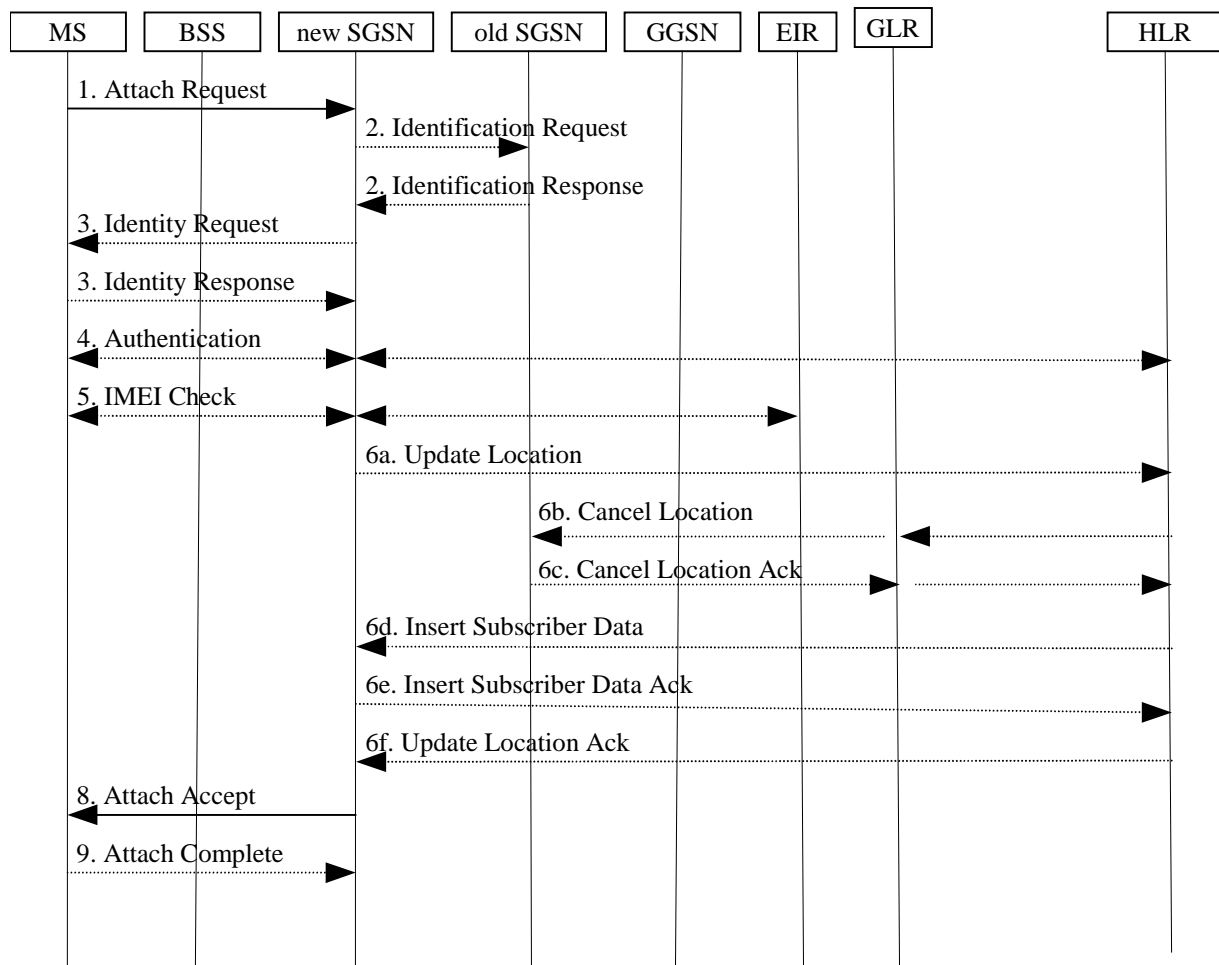 MS
BSS
new SGSN
old SGSN
GGSN
EIR
GLR
HLR
1. Attach Request
2. Identification Request
2. Identification Response
3. Identity Request
3. Identity Response
4. Authentication
5. IMEI Check
6a. Update Location
6b. Cancel Location
6c. Cancel Location Ack
6d. Insert Subscriber Data
6e. Insert Subscriber Data Ack
6f. Update Location Ack
8. Attach Accept
9. Attach Complete